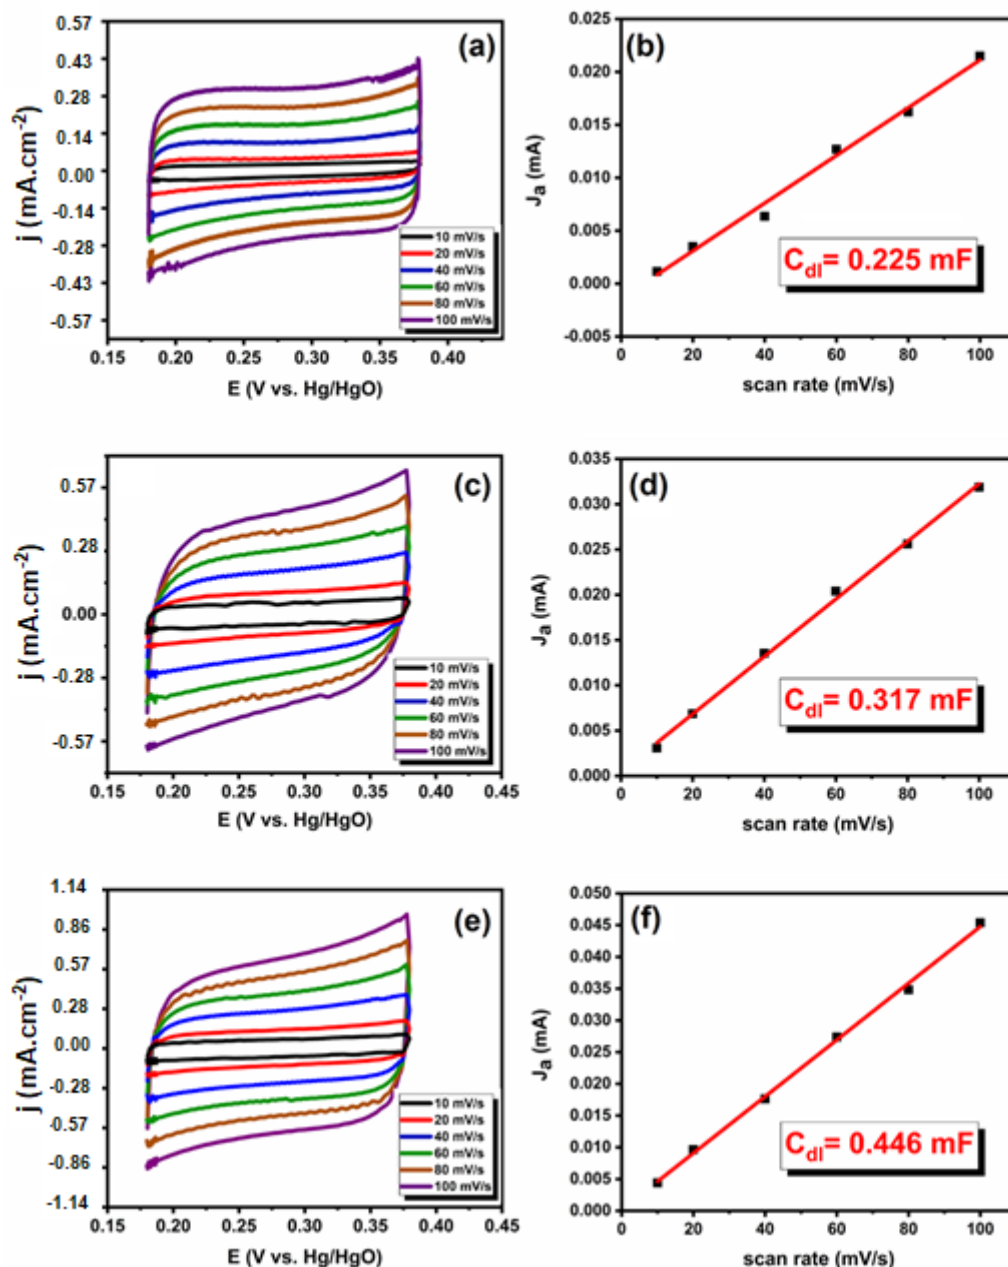 (a)
0.57
0.43
0.28
0.14
0.00
-0.14
-0.28
-0.43
-0.57
j (mA.cm-2)
10 mV/s
20 mV/s
40 mV/s
60 mV/s
80 mV/s
100 mV/s
0.15 0.20 0.25 0.30 0.35 0.40
E (V vs. Hg/HgO)
(b)
0.025
0.020
0.015
0.010
0.005
0.000
-0.005
Ja (mA)
Cdl= 0.225 mF
0 20 40 60 80 100
scan rate (mV/s)
(c)
0.57
0.28
0.00
-0.28
-0.57
j (mA.cm-2)
10 mV/s
20 mV/s
40 mV/s
60 mV/s
80 mV/s
100 mV/s
0.15 0.20 0.25 0.30 0.35 0.40 0.45
E (V vs. Hg/HgO)
(d)
0.035
0.030
0.025
0.020
0.015
0.010
0.005
0.000
Ja (mA)
Cdl= 0.317 mF
0 20 40 60 80 100
scan rate (mV/s)
(e)
1.14
0.86
0.57
0.28
0.00
-0.28
-0.57
-0.86
-1.14
j (mA.cm-2)
10 mV/s
20 mV/s
40 mV/s
60 mV/s
80 mV/s
100 mV/s
0.15 0.20 0.25 0.30 0.35 0.40 0.45
E (V vs. Hg/HgO)
(f)
0.050
0.045
0.035
0.030
0.025
0.020
0.015
0.010
0.005
0.000
Ja (mA)
Cdl= 0.446 mF
0 20 40 60 80 100
scan rate (mV/s)